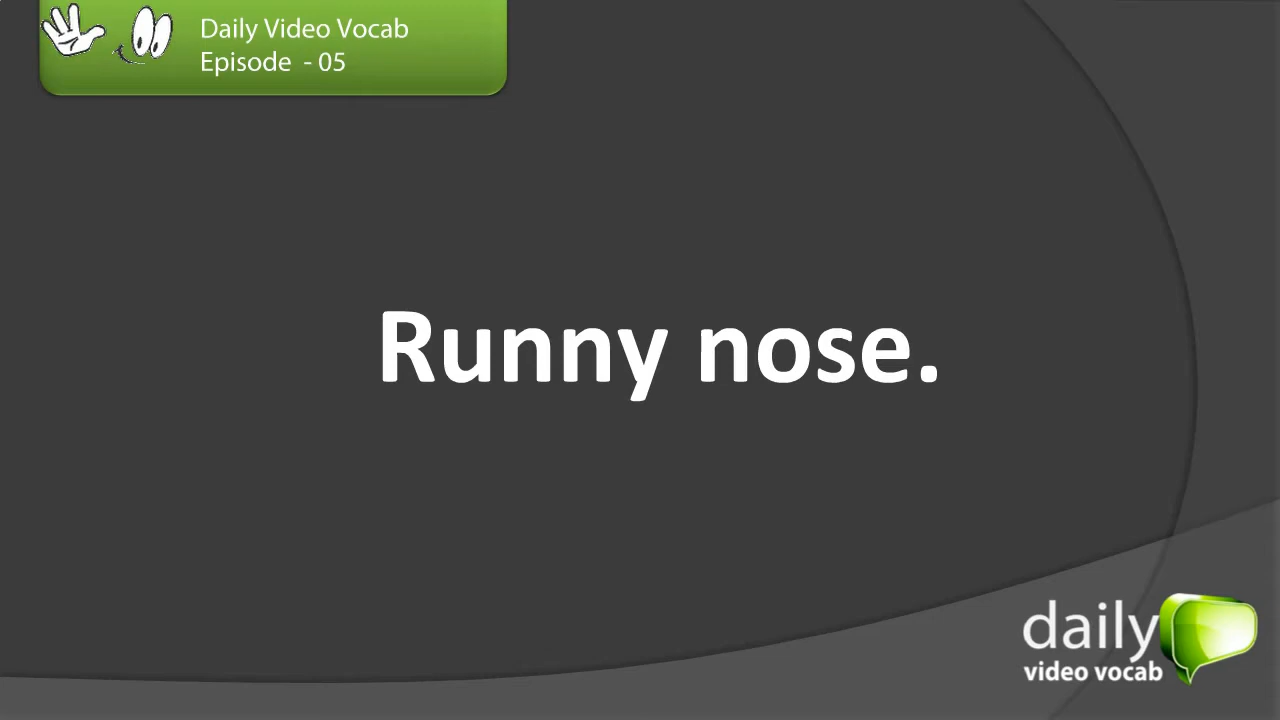 Daily Video Vocab
Episode - 05
Runny nose.
daily
video vocab